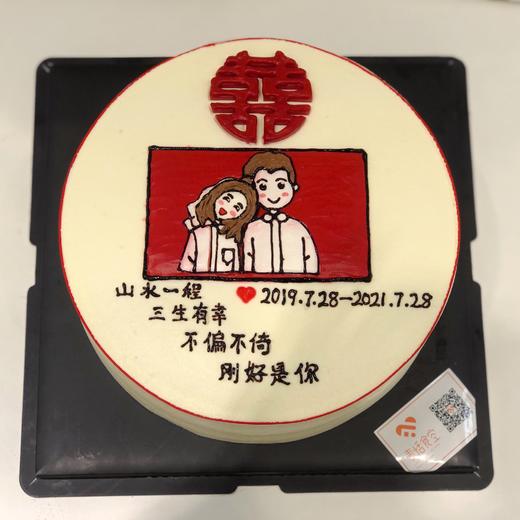 囍
山水一程
❤ 2019.7.28-2021.7.28
三生有幸
不偏不倚
刚好是你